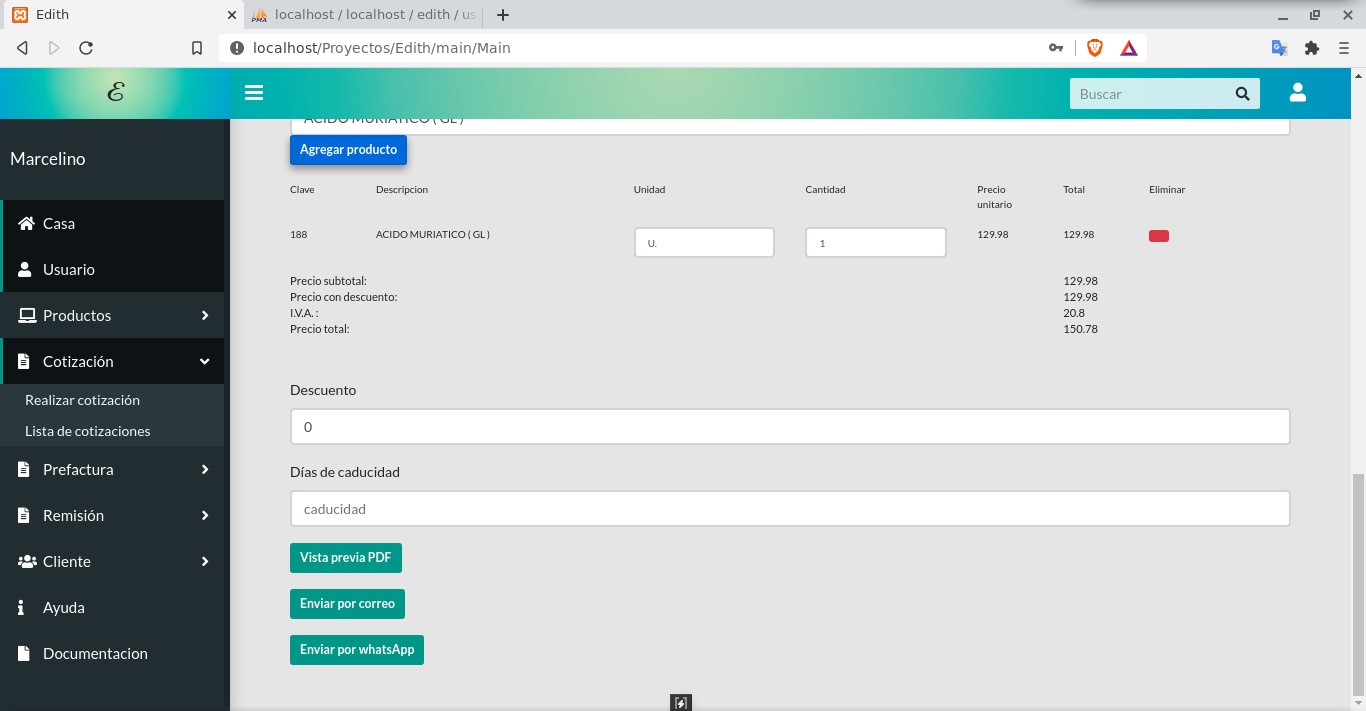 Edith
localhost / localhost / edith / us
localhost/Proyectos/Edith/main/Main
ℰ
Buscar
Marcelino
Casa
Usuario
Productos
Cotización
Realizar cotización
Lista de cotizaciones
Prefactura
Remisión
Cliente
Ayuda
Documentacion
ACIDO MURIATICO ( GL )
Agregar producto
Clave Descripcion Unidad Cantidad Precio unitario Total Eliminar
188 ACIDO MURIATICO ( GL ) U. 1 129.98 129.98
Precio subtotal: 129.98
Precio con descuento: 129.98
I.V.A. : 20.8
Precio total: 150.78
Descuento
0
Días de caducidad
caducidad
Vista previa PDF
Enviar por correo
Enviar por whatsApp